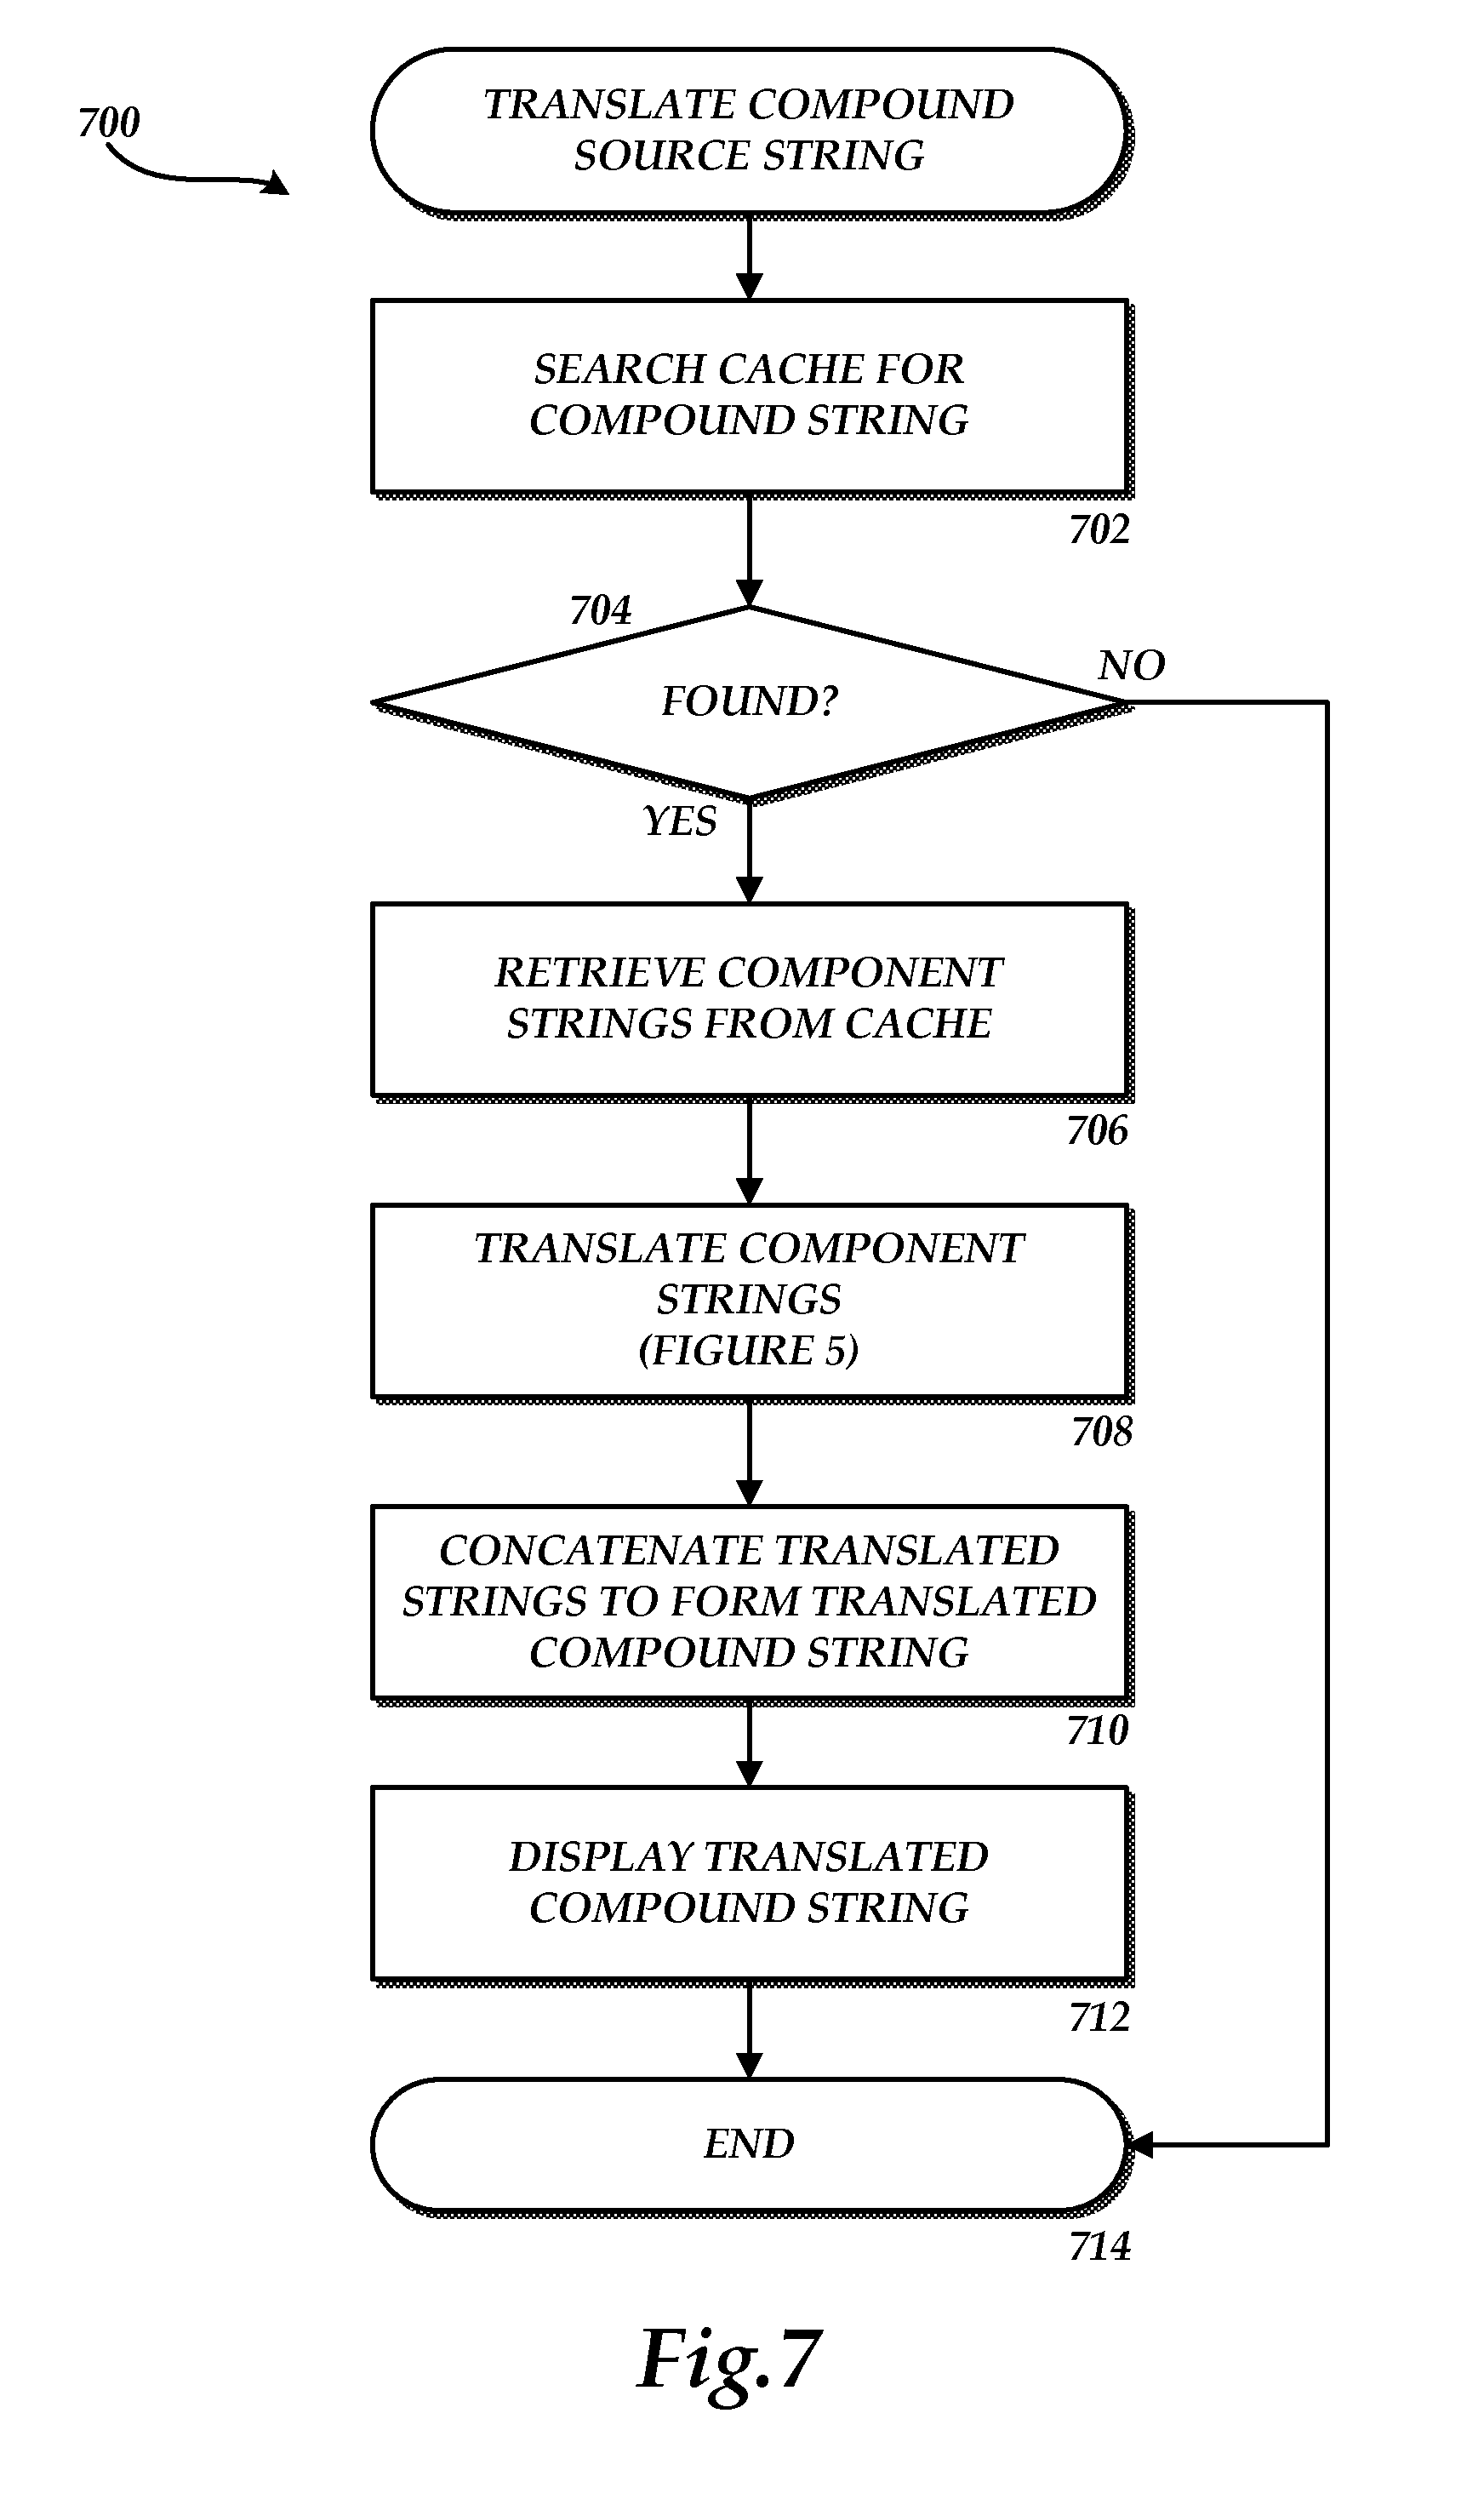 700
TRANSLATE COMPOUND
SOURCE STRING
SEARCH CACHE FOR
COMPOUND STRING
702
704
FOUND?
NO
YES
RETRIEVE COMPONENT
STRINGS FROM CACHE
706
TRANSLATE COMPONENT
STRINGS
(FIGURE 5)
708
CONCATENATE TRANSLATED
STRINGS TO FORM TRANSLATED
COMPOUND STRING
710
DISPLAY TRANSLATED
COMPOUND STRING
712
END
714
Fig.7